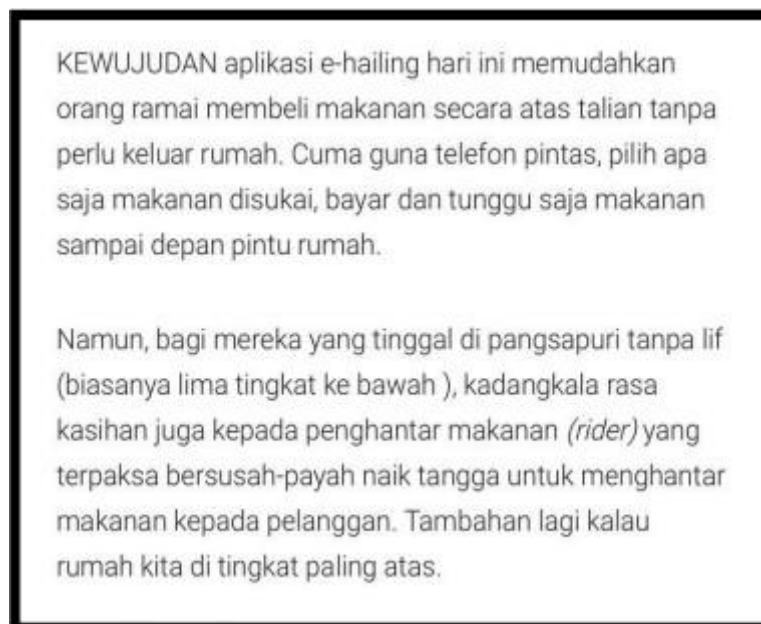 KEWUJUDAN aplikasi e-hailing hari ini memudahkan
orang ramai membeli makanan secara atas talian tanpa
perlu keluar rumah. Cuma guna telefon pintas, pilih apa
saja makanan disukai, bayar dan tunggu saja makanan
sampai depan pintu rumah.
Namun, bagi mereka yang tinggal di pangsapuri tanpa lif
(biasanya lima tingkat ke bawah ), kadangkala rasa
kasihan juga kepada penghantar makanan (rider) yang
terpaksa bersusah-payah naik tangga untuk menghantar
makanan kepada pelanggan. Tambahan lagi kalau
rumah kita di tingkat paling atas.